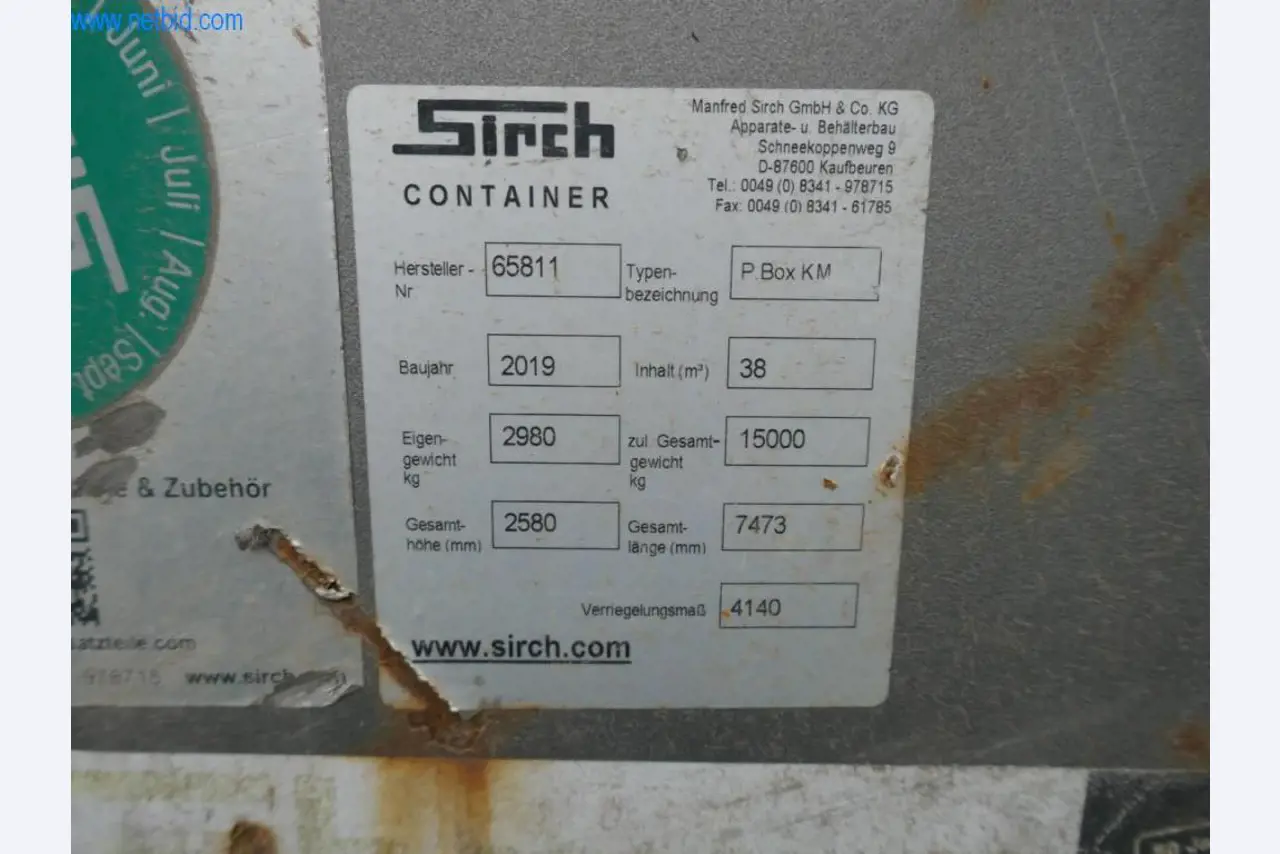 www.netbid.com
Juni / Juli / Aug. / Sept
& Zubehör
www.sirch.com
Sirch
CONTAINER
Manfred Sirch GmbH & Co. KG
Apparate- u. Behälterbau
Schneekoppenweg 9
D-87600 Kaufbeuren
Tel.: 0049 (0) 8341 - 978715
Fax: 0049 (0) 8341 - 61785
Hersteller - Nr 65811 Typen-bezeichnung P.Box KM
Baujahr 2019 Inhalt (m³) 38
Eigen-gewicht kg 2980 zul Gesamt-gewicht kg 15000
Gesamt-höhe (mm) 2580 Gesamt-länge (mm) 7473
Verriegelungsmaß 4140
www.sirch.com